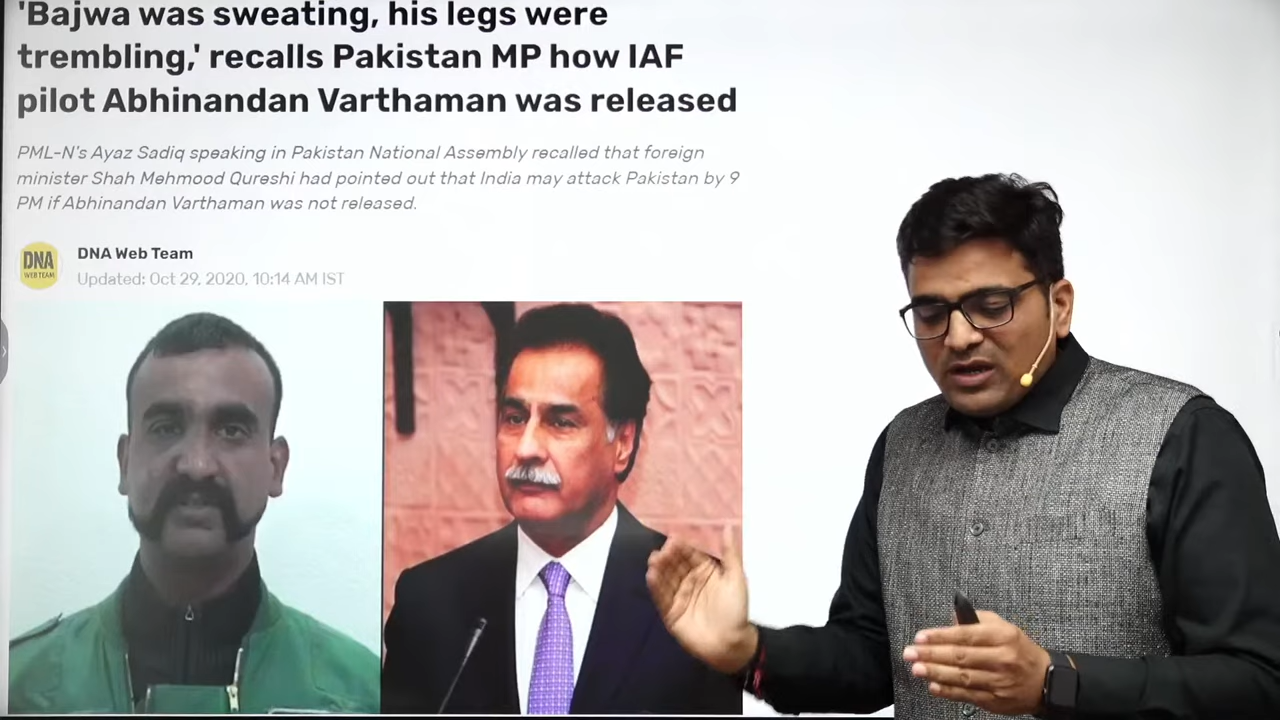 'Bajwa was sweating, his legs were
trembling,' recalls Pakistan MP how IAF
pilot Abhinandan Varthaman was released
PML-N's Ayaz Sadiq speaking in Pakistan National Assembly recalled that foreign
minister Shah Mehmood Qureshi had pointed out that India may attack Pakistan by 9
PM if Abhinandan Varthaman was not released.
DNA
WEB TEAM
DNA Web Team
Updated: Oct 29, 2020, 10:14 AM IST